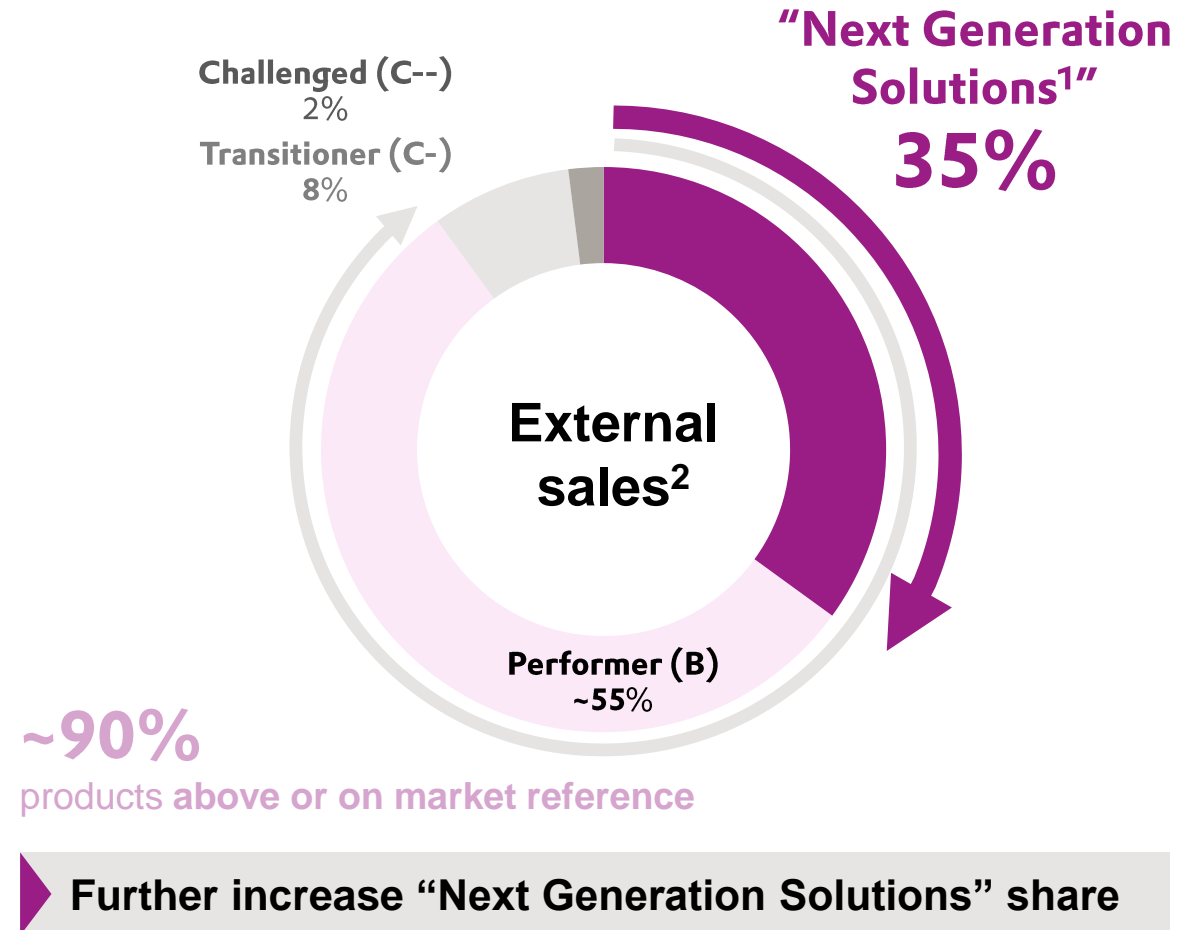 “Next Generation
Solutions¹”
35%
Challenged (C--)
2%
Transitioner (C-)
8%
External
sales²
Performer (B)
~55%
~90%
products above or on market reference
Further increase “Next Generation Solutions” share